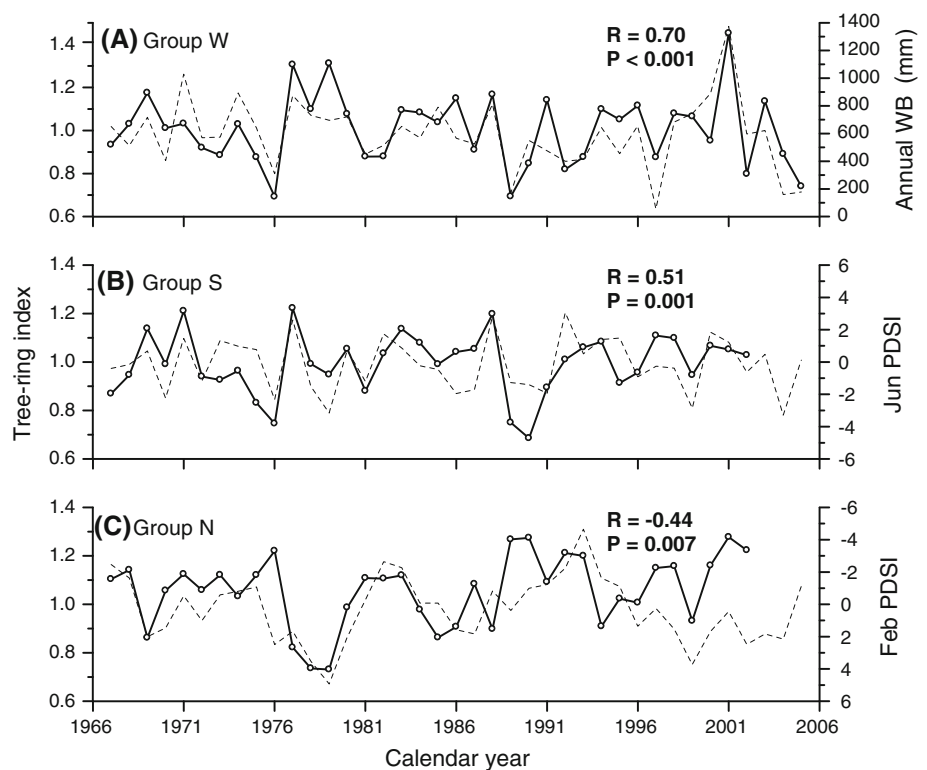 (A) Group W
R = 0.70
P < 0.001
1.4
1.2
1.0
0.8
0.6
1400
1200
1000
800
600
400
200
0
Annual WB (mm)
(B) Group S
R = 0.51
P = 0.001
1.4
1.2
1.0
0.8
0.6
6
4
2
0
-2
-4
-6
Jun PDSI
Tree-ring index
(C) Group N
R = -0.44
P = 0.007
1.4
1.2
1.0
0.8
0.6
-6
-4
-2
0
2
4
6
Feb PDSI
1966 1971 1976 1981 1986 1991 1996 2001 2006
Calendar year